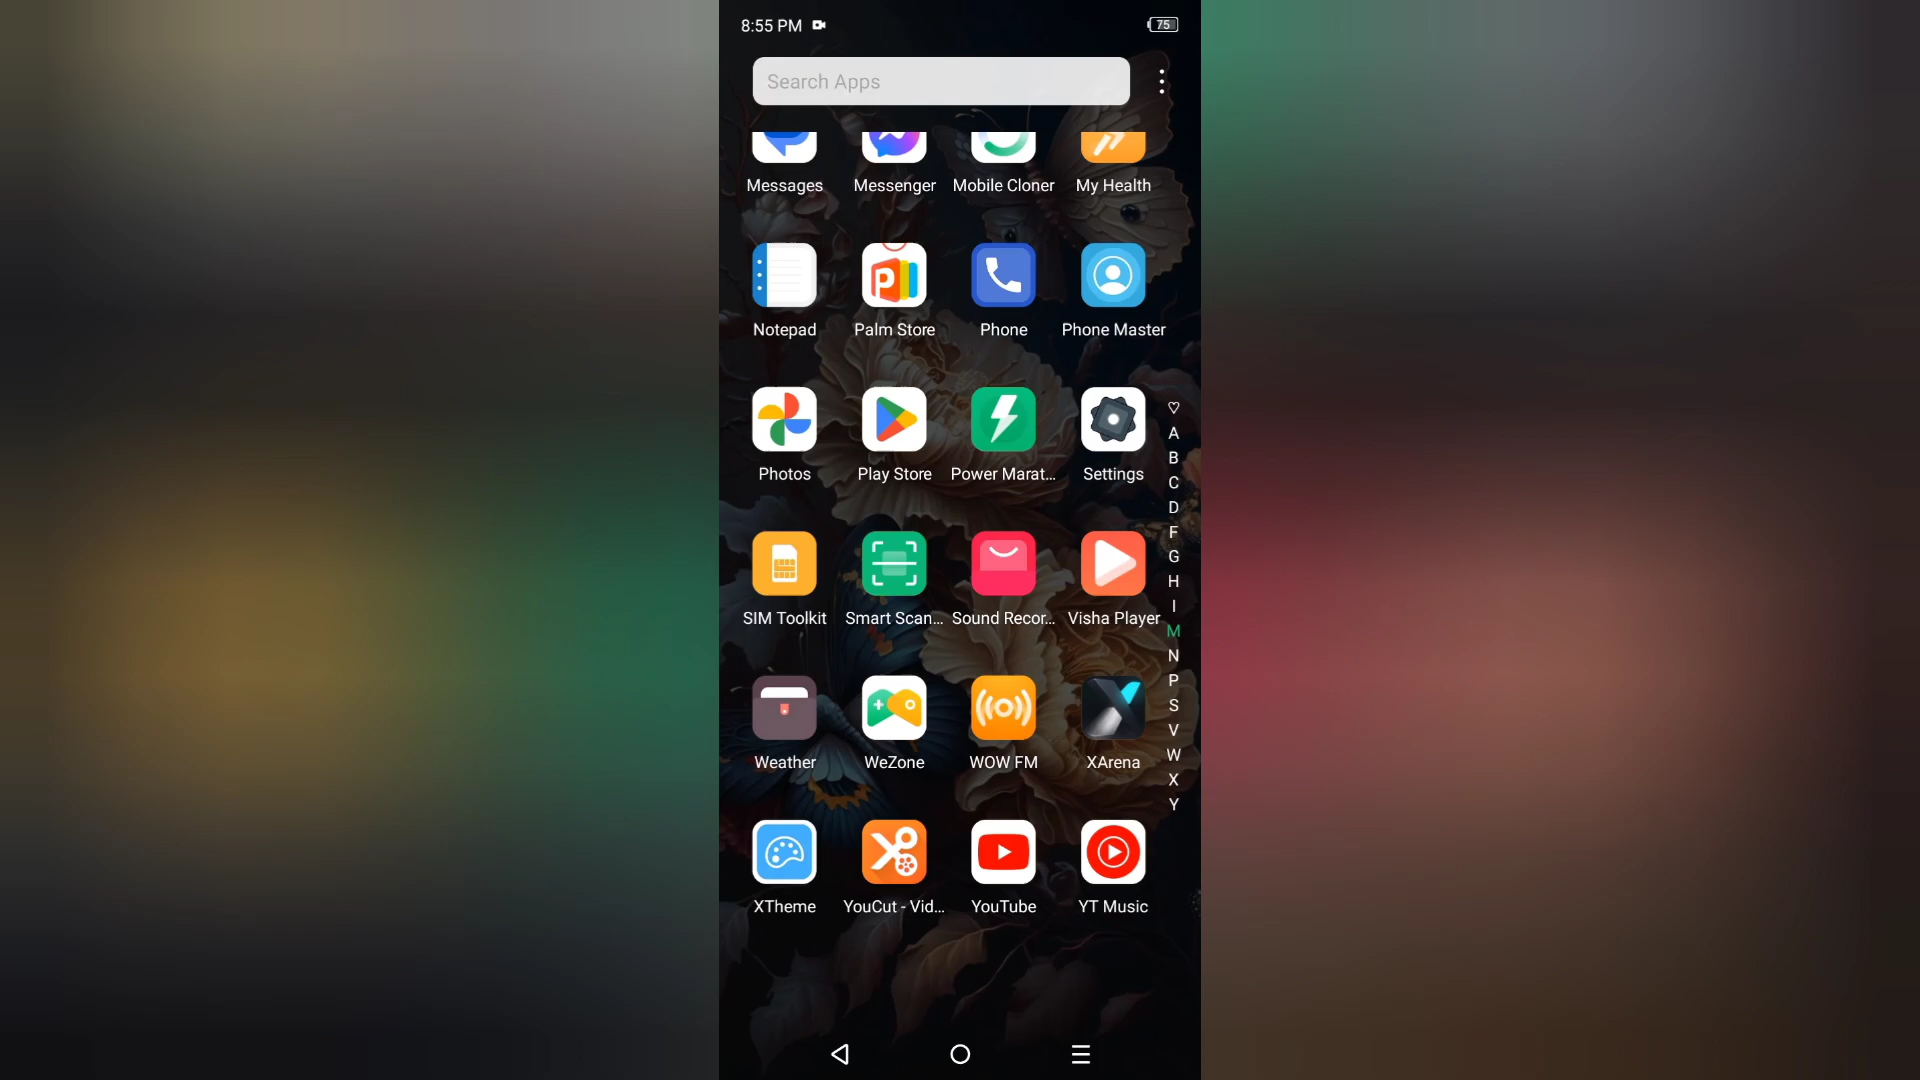 8:55 PM
75
Search Apps
Messages Messenger Mobile Cloner My Health
Notepad Palm Store Phone Phone Master
Photos Play Store Power Marat... Settings
SIM Toolkit Smart Scan... Sound Recor... Visha Player
Weather WeZone WOW FM XArena
XTheme YouCut - Vid... YouTube YT Music
A
B
C
D
F
G
H
I
M
N
P
S
V
W
X
Y